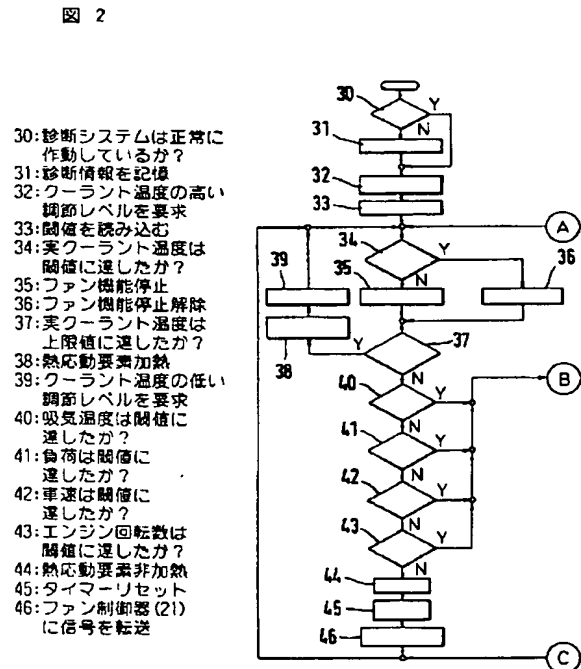 図 2
30:診断システムは正常に
作動しているか?
31:診断情報を記憶
32:クーラント温度の高い
調節レベルを要求
33:閾値を読み込む
34:実クーラント温度は
閾値に達したか?
35:ファン機能停止
36:ファン機能停止解除
37:実クーラント温度は
上限値に達したか?
38:熱応動要素加熱
39:クーラント温度の低い
調節レベルを要求
40:吸気温度は閾値に
達したか?
41:負荷は閾値に
達したか?
42:車速は閾値に
達したか?
43:エンジン回転数は
閾値に達したか?
44:熱応動要素非加熱
45:タイマーリセット
46:ファン制御器(21)
に信号を転送
30
Y
N
31
32
33
A
34
Y
39
35
N
36
37
Y
38
N
40
Y
B
N
41
Y
N
42
Y
N
43
Y
N
44
45
46
C